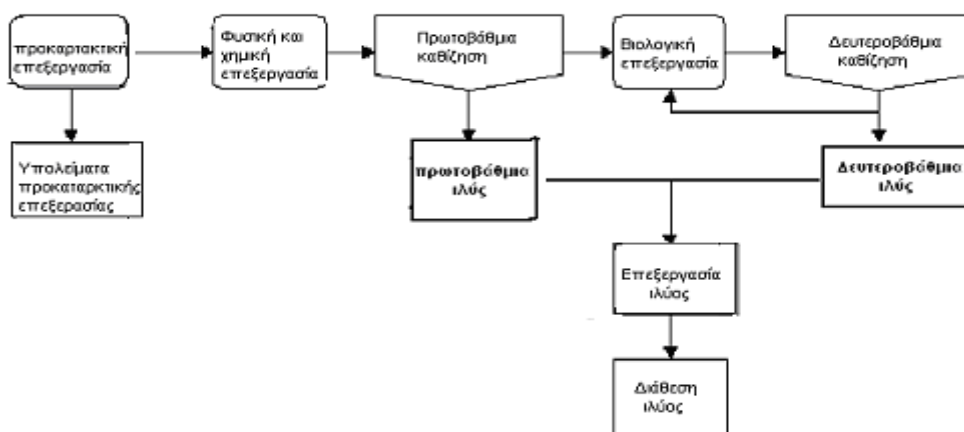 προκαρτακτική
επεξεργασία
Φυσική και
χημική
επεξεργασία
Πρωτοβάθμια
καθίζηση
Βιολογική
επεξεργασία
Δευτεροβάθμια
καθίζηση
Υπολείματα
προκαταρκτικής
επεξερασίας
πρωτοβάθμια
ιλύς
Δευτεροβάθμια
ιλύς
Επεξεργασία
ιλύος
Διάθεση
ιλύος